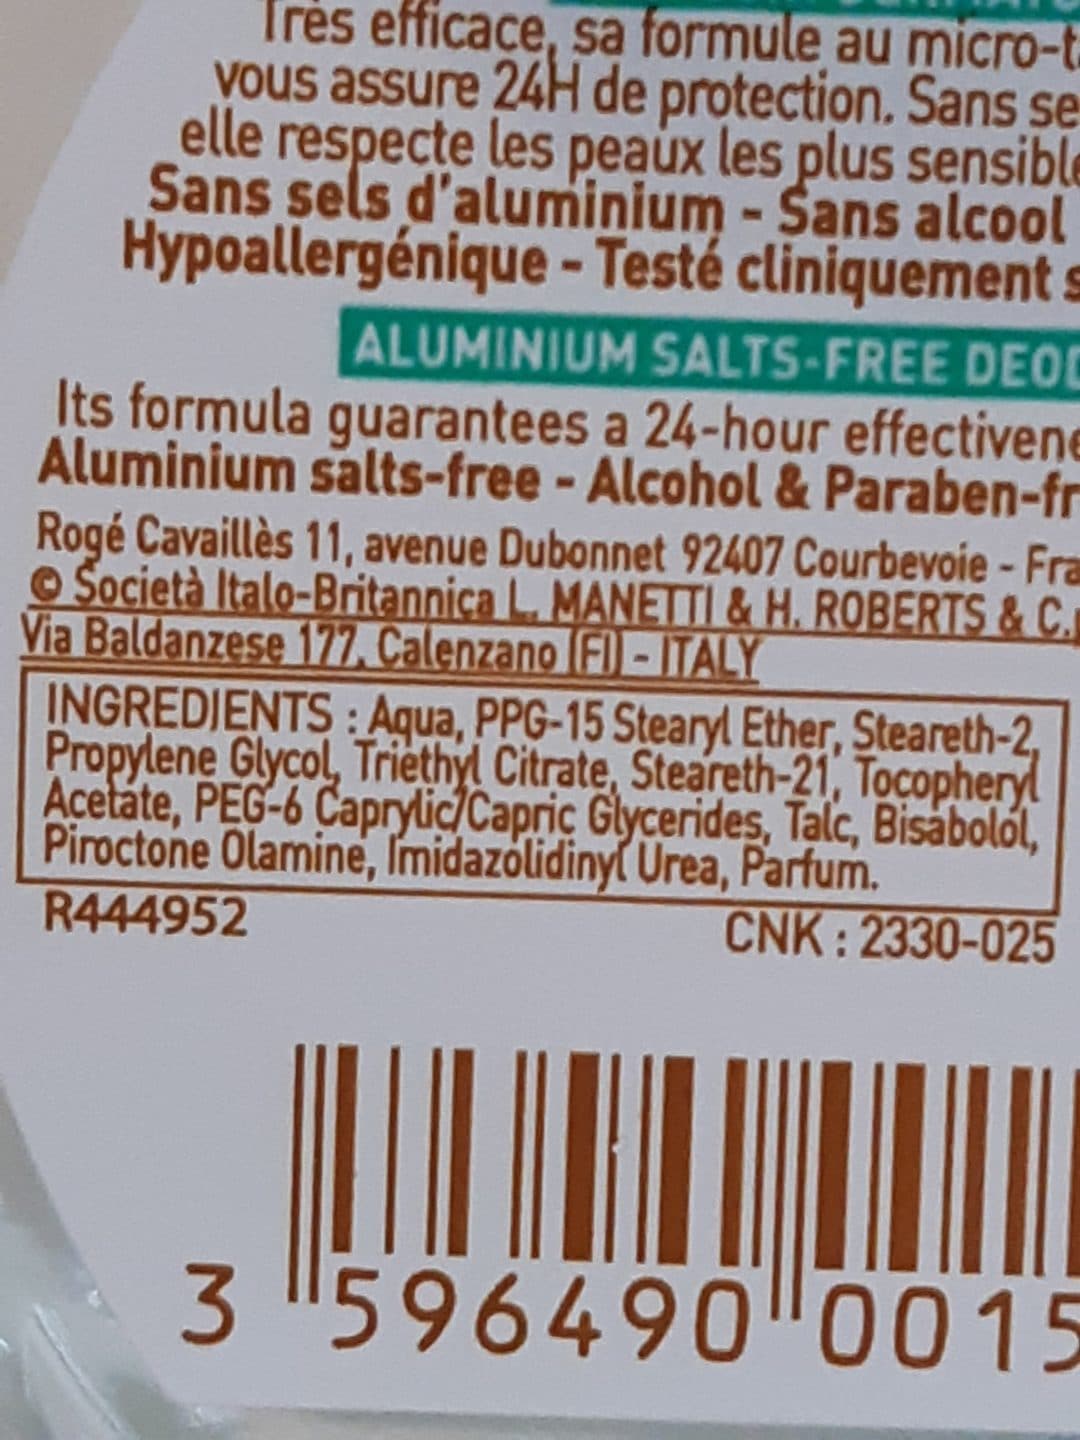 Très efficace, sa formule au micro-t
vous assure 24H de protection. Sans se
elle respecte les peaux les plus sensible
Sans sels d'aluminium - Sans alcool
Hypoallergénique - Testé cliniquement s
ALUMINIUM SALTS-FREE DEOD
Its formula guarantees a 24-hour effectivene
Aluminium salts-free - Alcohol & Paraben-fr
Rogé Cavaillès 11, avenue Dubonnet 92407 Courbevoie - Fra
© Società Italo-Britannica L. MANETTI & H. ROBERTS & C.
Via Baldanzese 177, Calenzano (FI) - ITALY
INGREDIENTS : Aqua, PPG-15 Stearyl Ether, Steareth-2,
Propylene Glycol, Triethyl Citrate, Steareth-21, Tocopheryl
Acetate, PEG-6 Caprylic/Capric Glycerides, Talc, Bisabolol,
Piroctone Olamine, Imidazolidinyl Urea, Parfum.
R444952
CNK : 2330-025
3 596490 0015